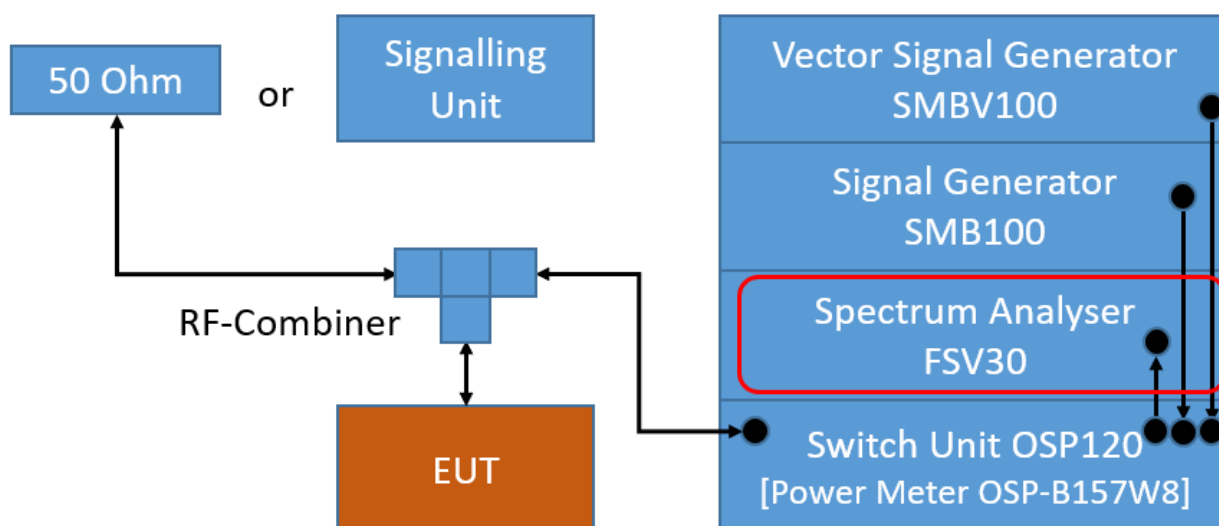 50 Ohm
or
Signalling
Unit
RF-Combiner
EUT
Vector Signal Generator
SMBV100
Signal Generator
SMB100
Spectrum Analyser
FSV30
Switch Unit OSP120
[Power Meter OSP-B157W8]